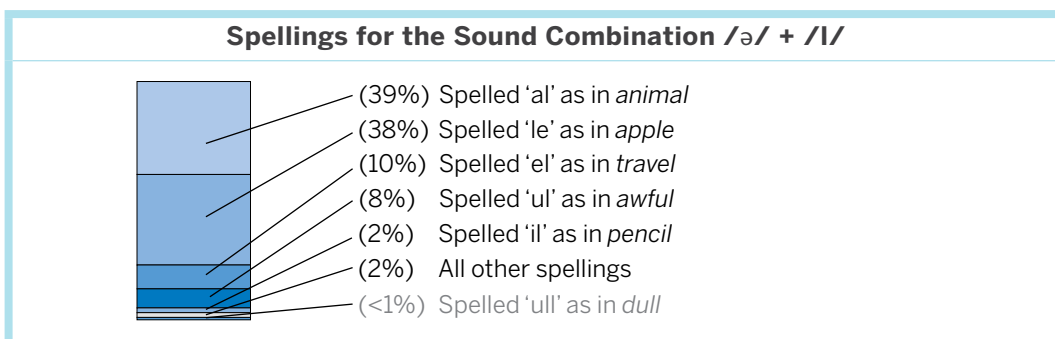 Spellings for the Sound Combination /ə/ + /l/
(39%) Spelled ‘al’ as in animal
(38%) Spelled ‘le’ as in apple
(10%) Spelled ‘el’ as in travel
(8%) Spelled ‘ul’ as in awful
(2%) Spelled ‘il’ as in pencil
(2%) All other spellings
(<1%) Spelled ‘ull’ as in dull